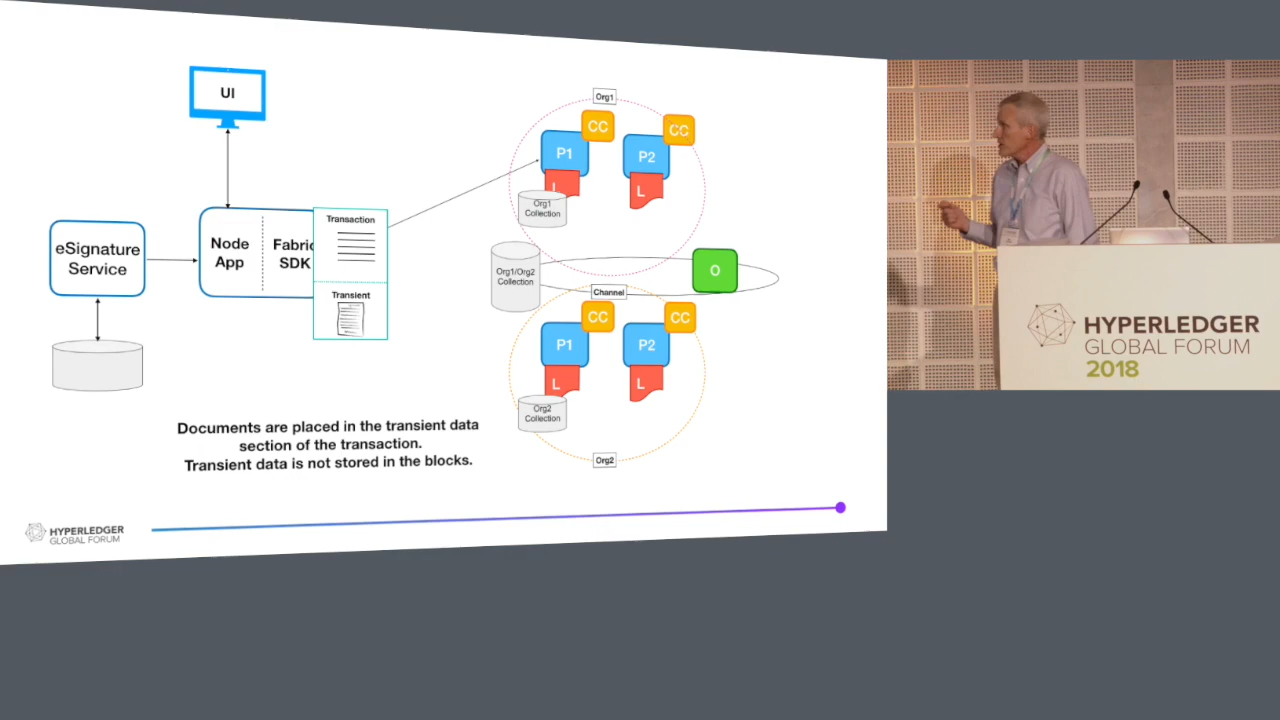 UI
eSignature
Service
Node
App
Fabric
SDK
Transaction
Transient
Org1
CC
CC
P1
P2
L
L
Org1
Collection
Org1/Org2
Collection
O
Channel
CC
CC
P1
P2
L
L
Org2
Collection
Org2
Documents are placed in the transient data
section of the transaction.
Transient data is not stored in the blocks.
HYPERLEDGER
GLOBAL FORUM
HYPERLEDGER
GLOBAL FORUM
2018